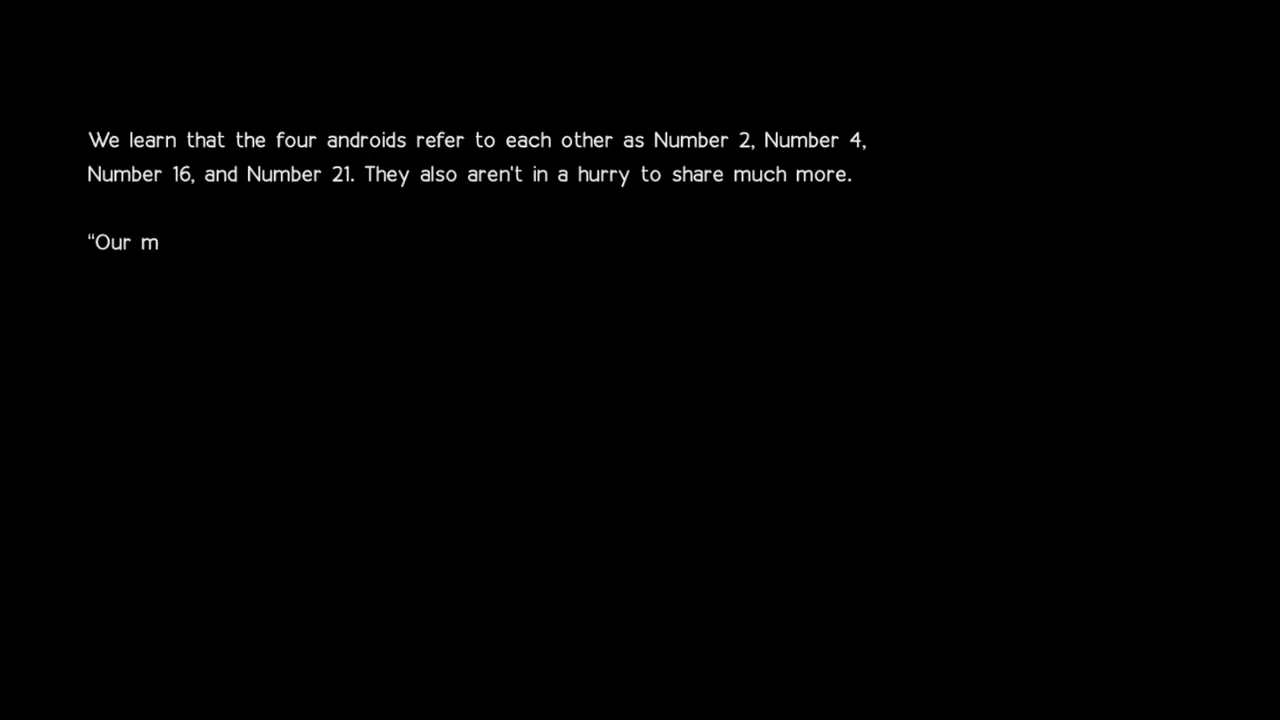 We learn that the four androids refer to each other as Number 2, Number 4,
Number 16, and Number 21. They also aren't in a hurry to share much more.
“Our m